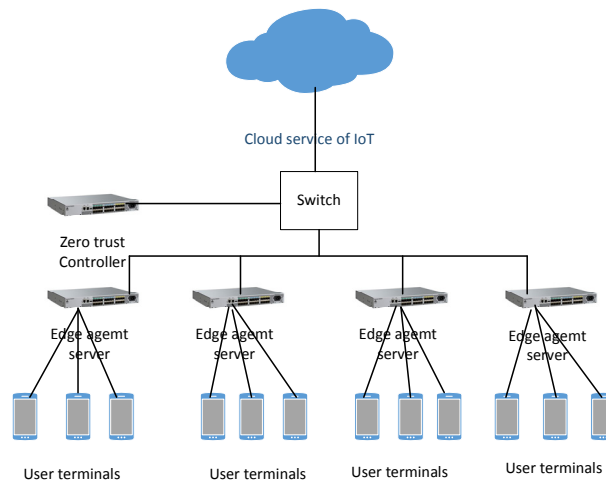 Cloud service of IoT
Switch
Zero trust
Controller
Edge agemt
server
Edge agemt
server
Edge agemt
server
Edge agemt
server
User terminals
User terminals
User terminals
User terminals